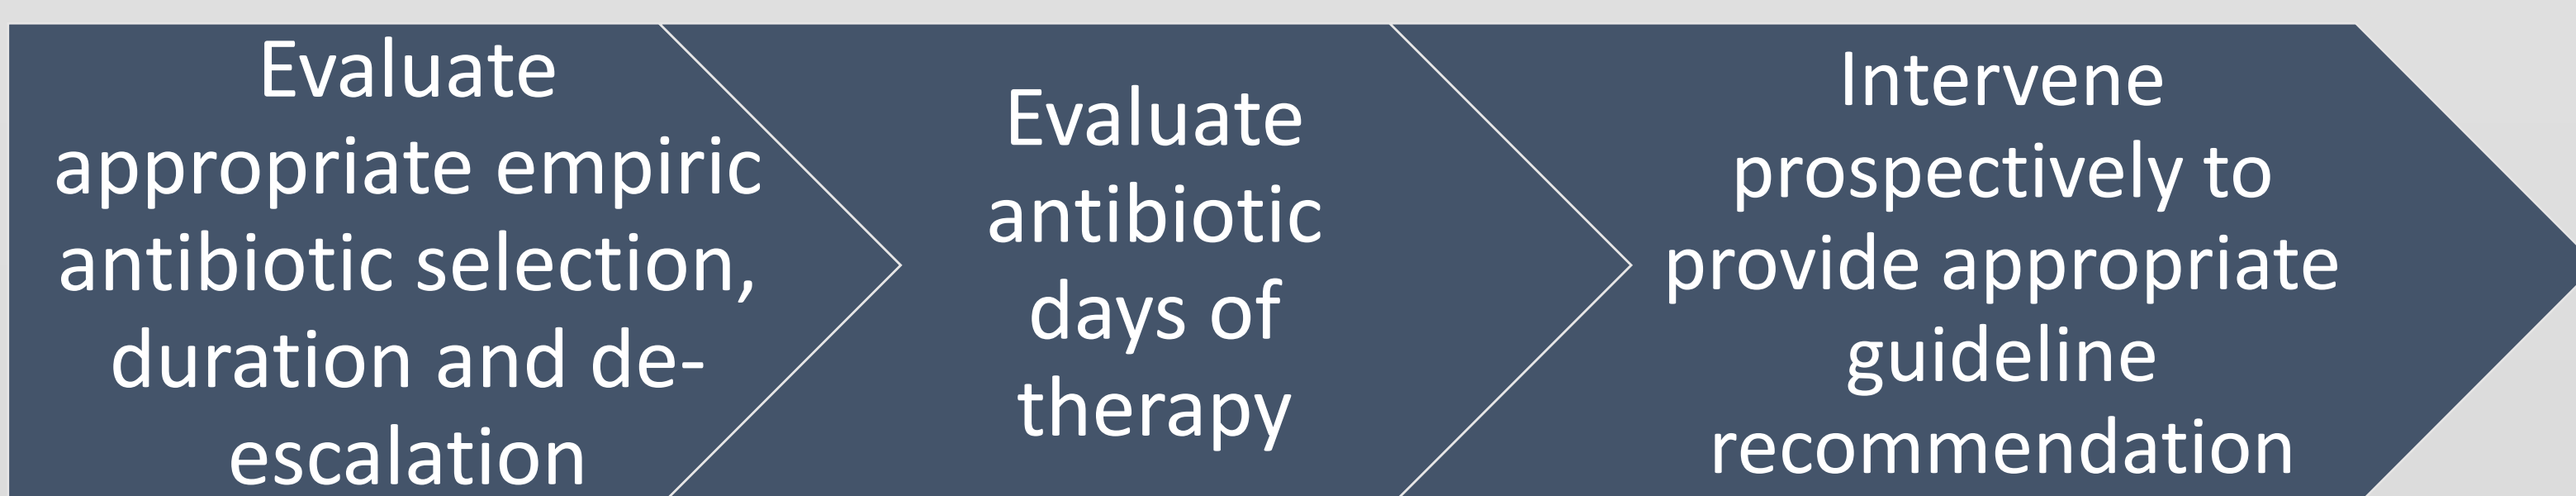 Evaluate
appropriate empiric
antibiotic selection,
duration and de-
escalation
Evaluate
antibiotic
days of
therapy
Intervene
prospectively to
provide appropriate
guideline
recommendation